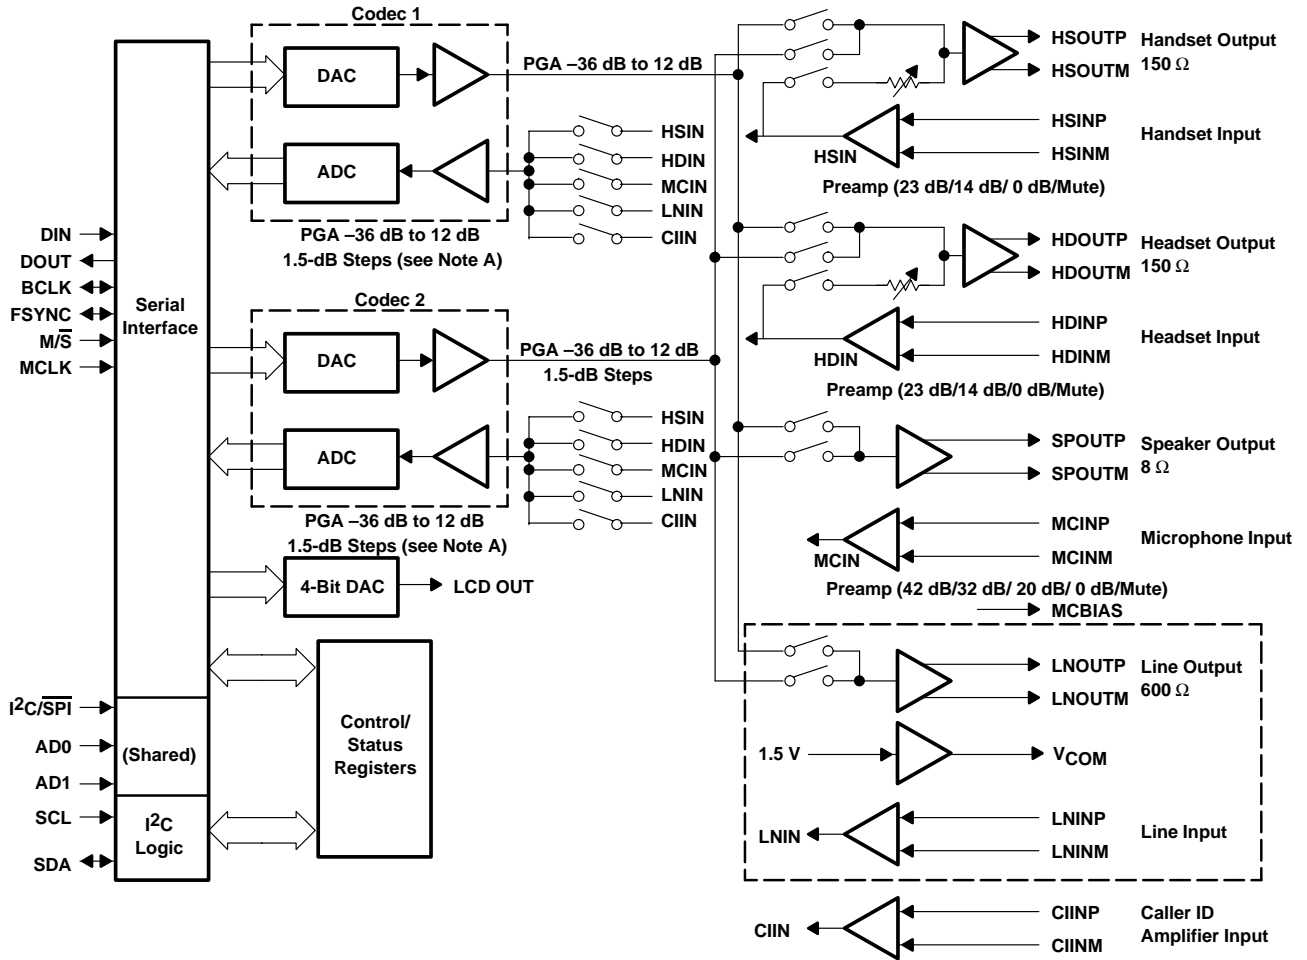 Codec 1
DAC
PGA –36 dB to 12 dB
ADC
HSIN
HDIN
MCIN
LNIN
CIIN
PGA –36 dB to 12 dB
1.5-dB Steps (see Note A)
Codec 2
DAC
PGA –36 dB to 12 dB
1.5-dB Steps
ADC
HSIN
HDIN
MCIN
LNIN
CIIN
PGA –36 dB to 12 dB
1.5-dB Steps (see Note A)
4-Bit DAC
LCD OUT
Control/
Status
Registers
DIN
DOUT
BCLK
FSYNC
M/S̅
MCLK
Serial
Interface
I²C/S̅P̅I̅
AD0
AD1
(Shared)
SCL
SDA
I²C
Logic
HSOUTP
HSOUTM
Handset Output
150 Ω
HSINP
HSINM
Handset Input
HSIN
Preamp (23 dB/14 dB/ 0 dB/Mute)
HDOUTP
HDOUTM
Headset Output
150 Ω
HDINP
HDINM
Headset Input
HDIN
Preamp (23 dB/14 dB/0 dB/Mute)
SPOUTP
SPOUTM
Speaker Output
8 Ω
MCINP
MCINM
Microphone Input
MCIN
Preamp (42 dB/32 dB/ 20 dB/ 0 dB/Mute)
MCBIAS
LNOUTP
LNOUTM
Line Output
600 Ω
1.5 V
VCOM
LNINP
LNINM
Line Input
LNIN
CIINP
CIINM
Caller ID
Amplifier Input
CIIN